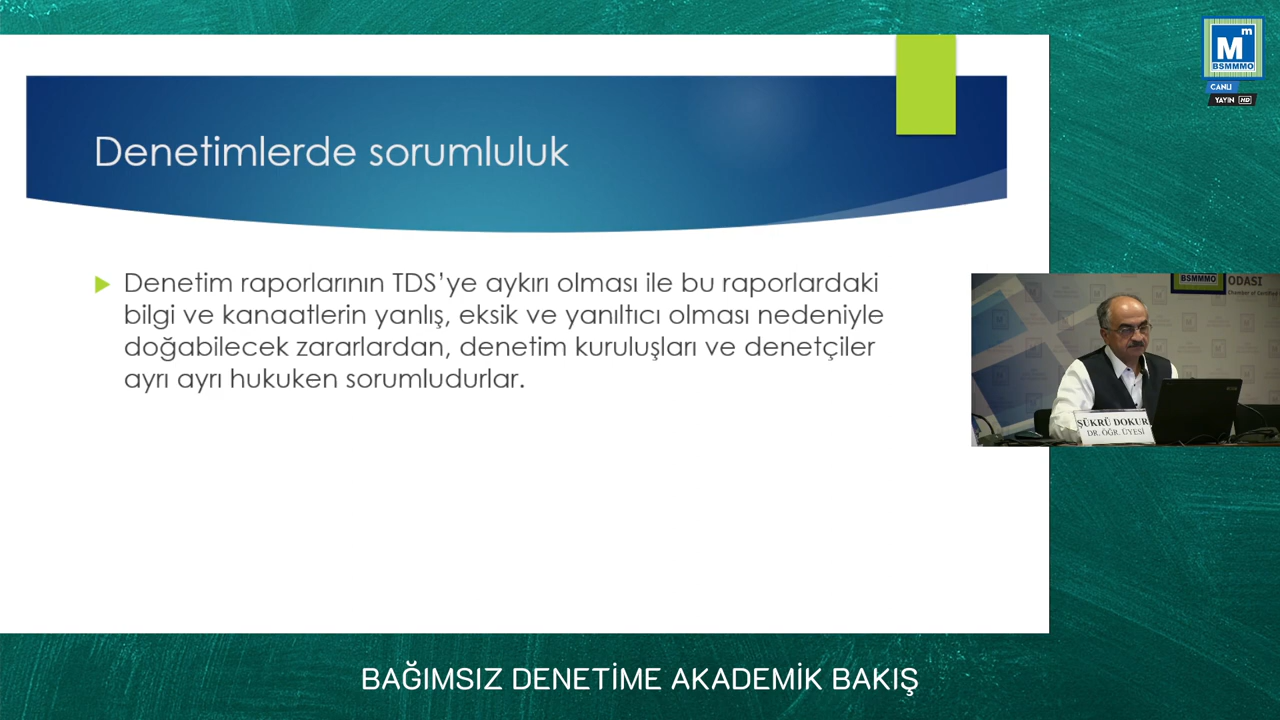 Denetimlerde sorumluluk
Denetim raporlarının TDS’ye aykırı olması ile bu raporlardaki
bilgi ve kanaatlerin yanlış, eksik ve yanıltıcı olması nedeniyle
doğabilecek zararlardan, denetim kuruluşları ve denetçiler
ayrı ayrı hukuken sorumludurlar.
Mm
BSMMMO
CANLI
YAYIN HD
BSMMMO
ODASI
ŞÜKRÜ DOKUR
DR. ÖĞR. ÜYESİ
BAĞIMSIZ DENETİME AKADEMİK BAKIŞ